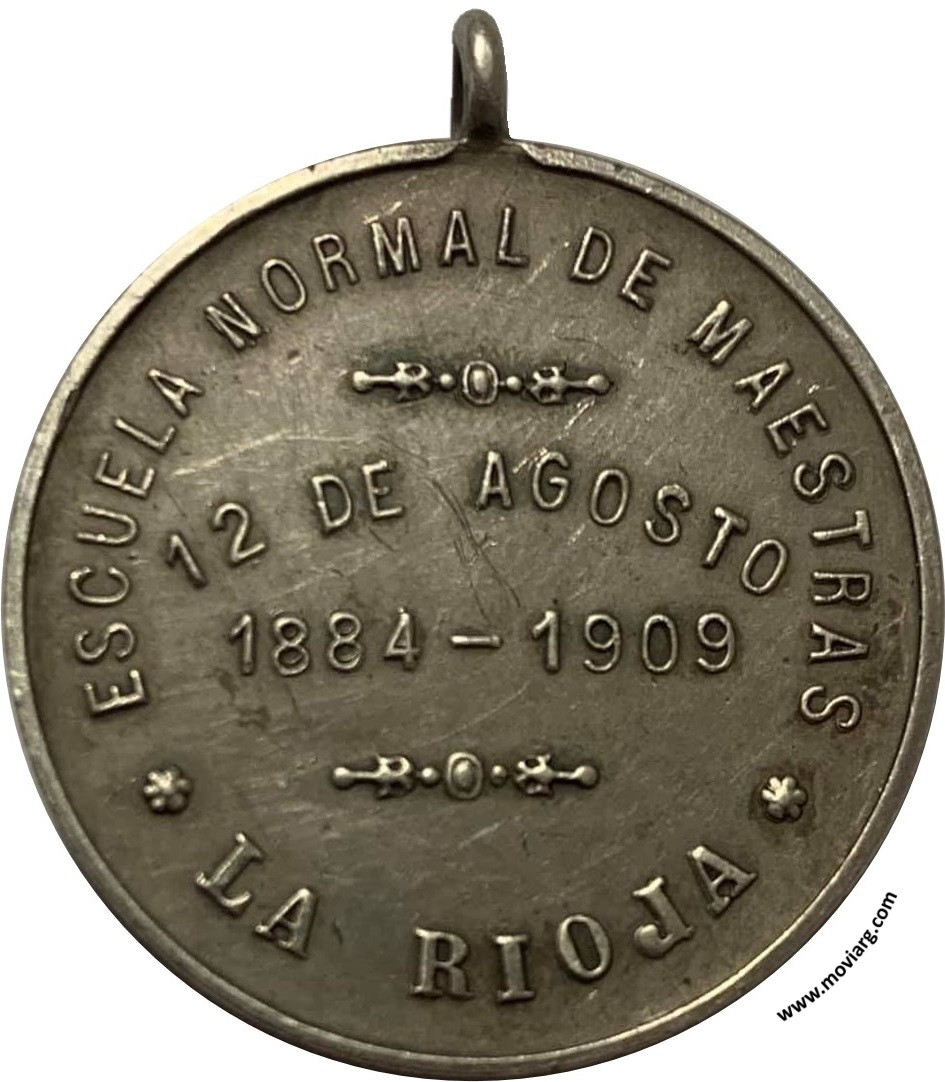 ESCUELA NORMAL DE MAESTRAS
12 DE AGOSTO
1884 - 1909
* LA RIOJA *
www.moviarg.com